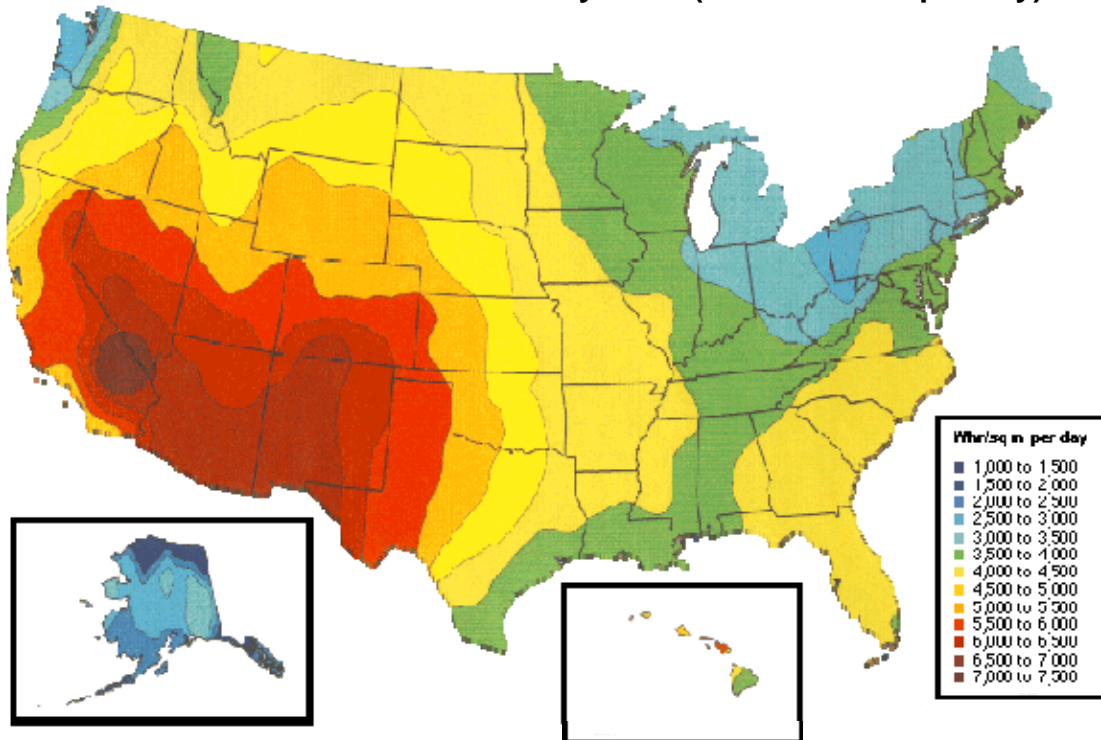 per day)
Whr/sq m per day
1,000 to 1,500
1,500 to 2,000
2,000 to 2,500
2,500 to 3,000
3,000 to 3,500
3,500 to 4,000
4,000 to 4,500
4,500 to 5,000
5,000 to 5,500
5,500 to 6,000
6,000 to 6,500
6,500 to 7,000
7,000 to 7,500